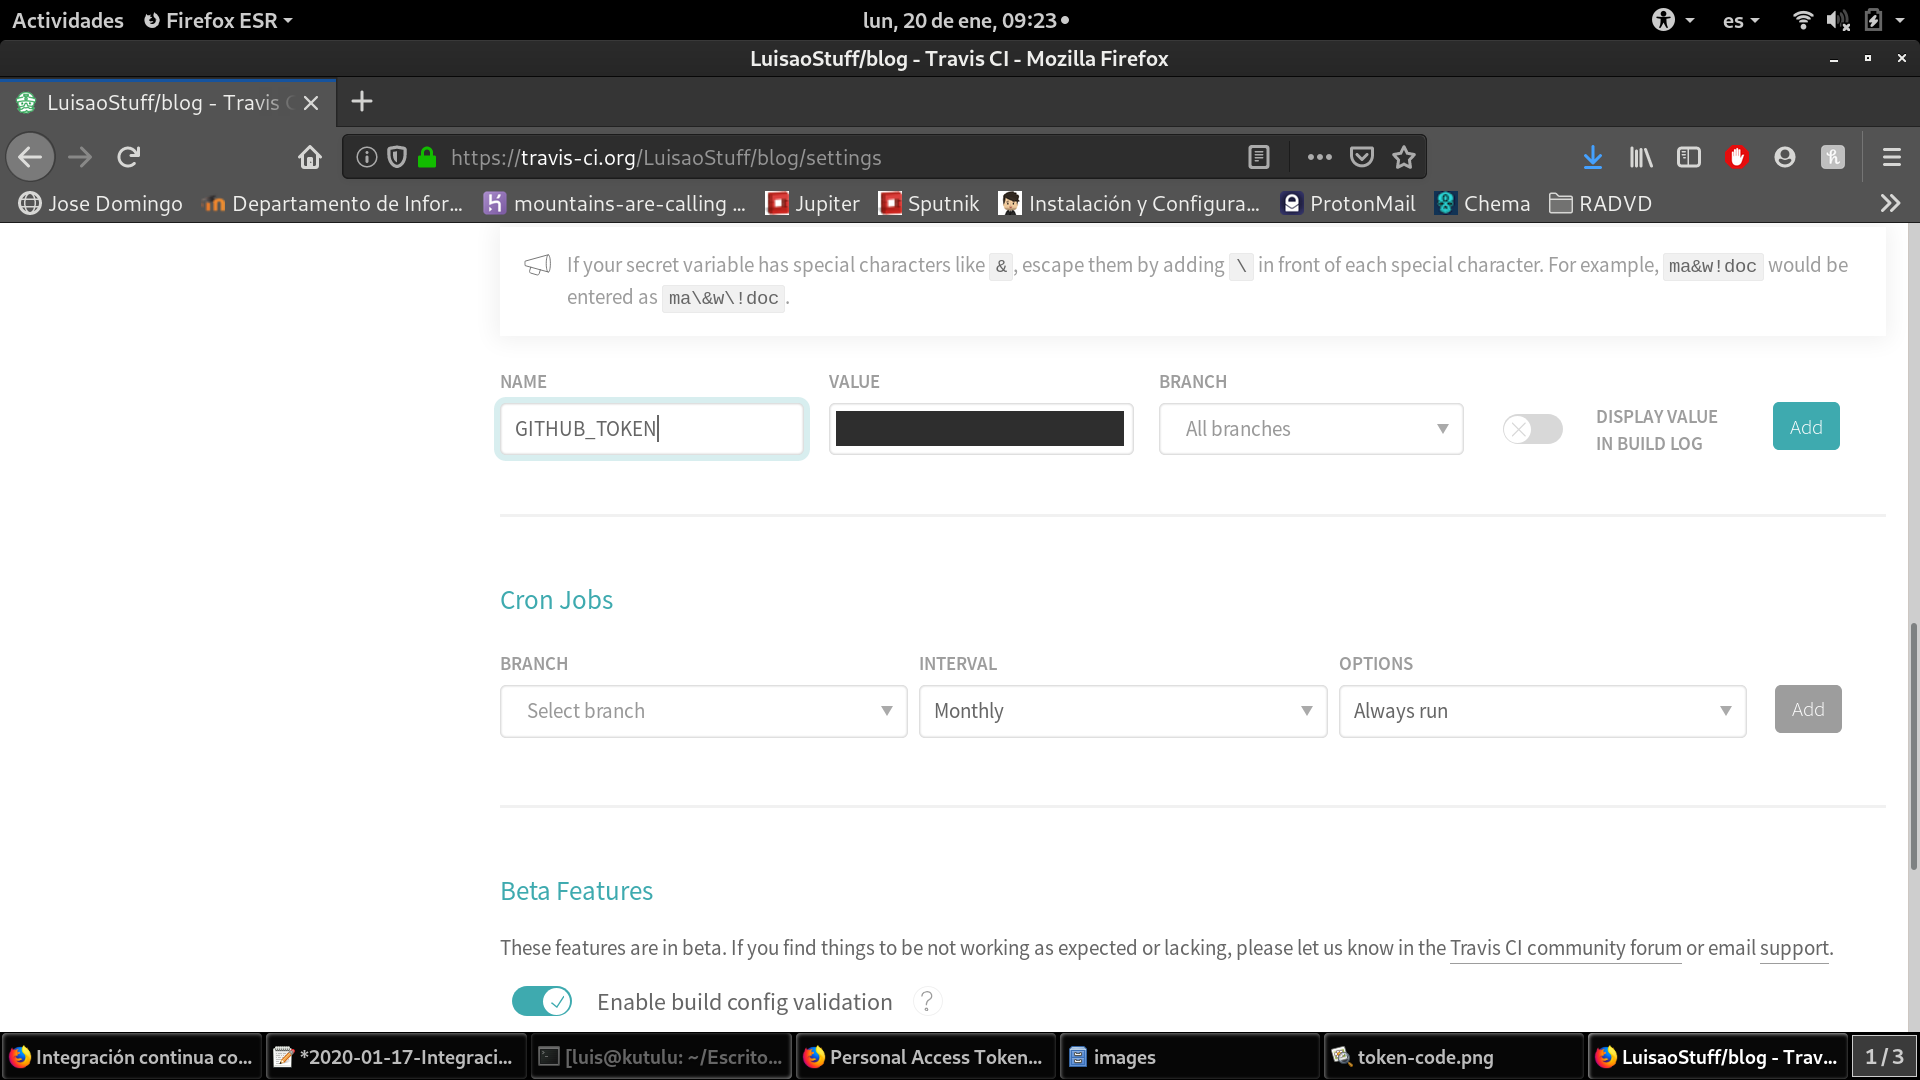 Actividades Firefox ESR lun, 20 de ene, 09:23 es
LuisaoStuff/blog - Travis CI - Mozilla Firefox
LuisaoStuff/blog - Travis C
https://travis-ci.org/LuisaoStuff/blog/settings
Jose Domingo Departamento de Infor... mountains-are-calling ... Jupiter Sputnik Instalación y Configura... ProtonMail Chema RADVD
If your secret variable has special characters like &, escape them by adding \ in front of each special character. For example, ma&w!doc would be
entered as ma\&w\!doc.
NAME VALUE BRANCH
GITHUB_TOKEN All branches DISPLAY VALUE IN BUILD LOG Add
Cron Jobs
BRANCH INTERVAL OPTIONS
Select branch Monthly Always run Add
Beta Features
These features are in beta. If you find things to be not working as expected or lacking, please let us know in the Travis CI community forum or email support.
Enable build config validation ?
Integración continua co... *2020-01-17-Integraci... [luis@kutulu: ~/Escrito... Personal Access Token... images token-code.png LuisaoStuff/blog - Trav... 1 / 3